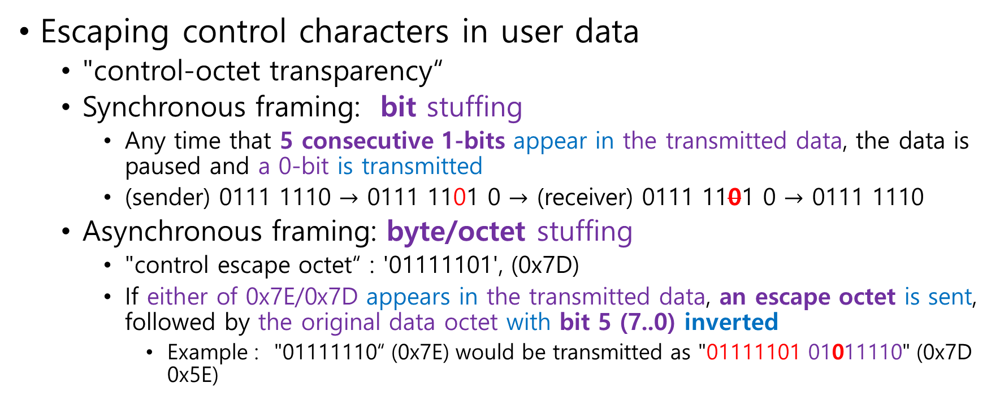 • Escaping control characters in user data
• "control-octet transparency“
• Synchronous framing:  bit stuffing
• Any time that 5 consecutive 1-bits appear in the transmitted data, the data is
paused and a 0-bit is transmitted
• (sender) 0111 1110 → 0111 1101 0 → (receiver) 0111 1101 0 → 0111 1110
• Asynchronous framing: byte/octet stuffing
• "control escape octet“ : '01111101', (0x7D)
• If either of 0x7E/0x7D appears in the transmitted data, an escape octet is sent,
followed by the original data octet with bit 5 (7..0) inverted
• Example :  "01111110“ (0x7E) would be transmitted as "01111101 01011110" (0x7D
0x5E)